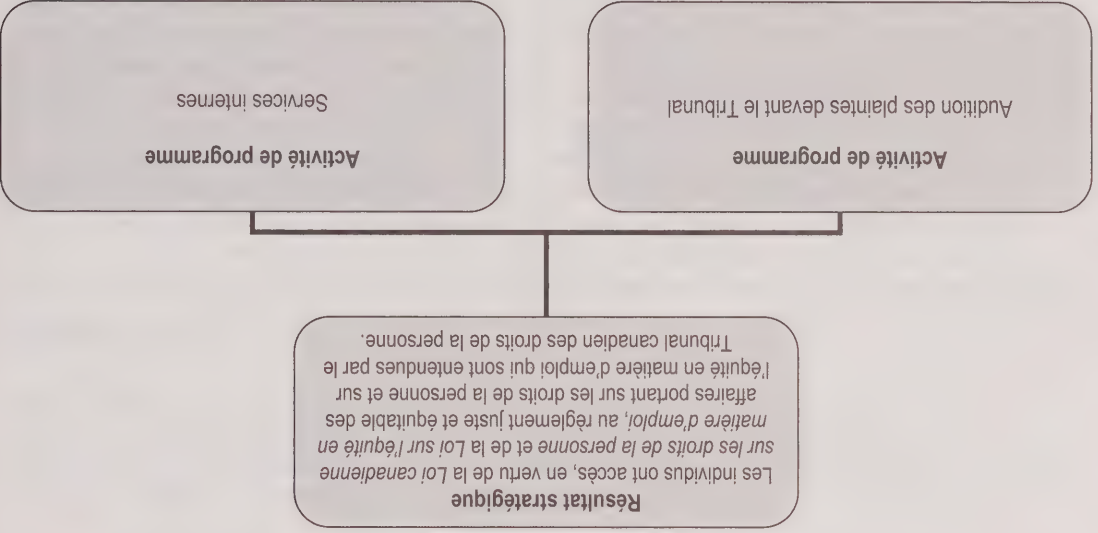 Résultat stratégique
Les individus ont accès, en vertu de la Loi canadienne
sur les droits de la personne et de la Loi sur l'équité en
matière d'emploi, au règlement juste et équitable des
affaires portant sur les droits de la personne et sur
l'équité en matière d'emploi qui sont entendues par le
Tribunal canadien des droits de la personne.
Activité de programme
Audition des plaintes devant le Tribunal
Activité de programme
Services internes